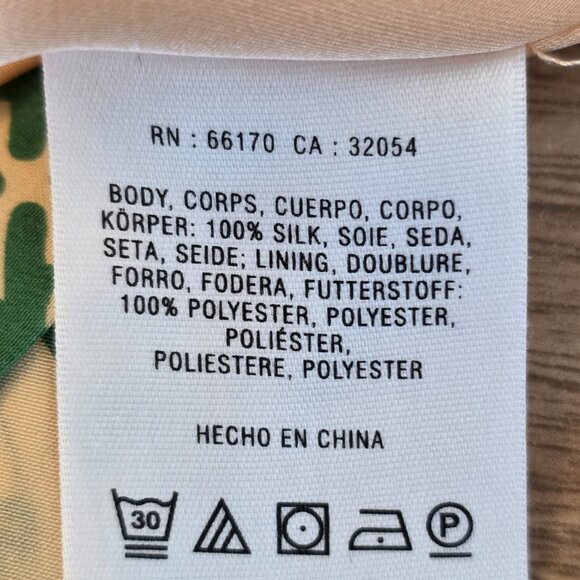 RN : 66170 CA : 32054
BODY, CORPS, CUERPO, CORPO,
KÖRPER: 100% SILK, SOIE, SEDA,
SETA, SEIDE; LINING, DOUBLURE,
FORRO, FODERA, FUTTERSTOFF:
100% POLYESTER, POLYESTER,
POLIÉSTER,
POLIESTERE, POLYESTER
HECHO EN CHINA
30 P